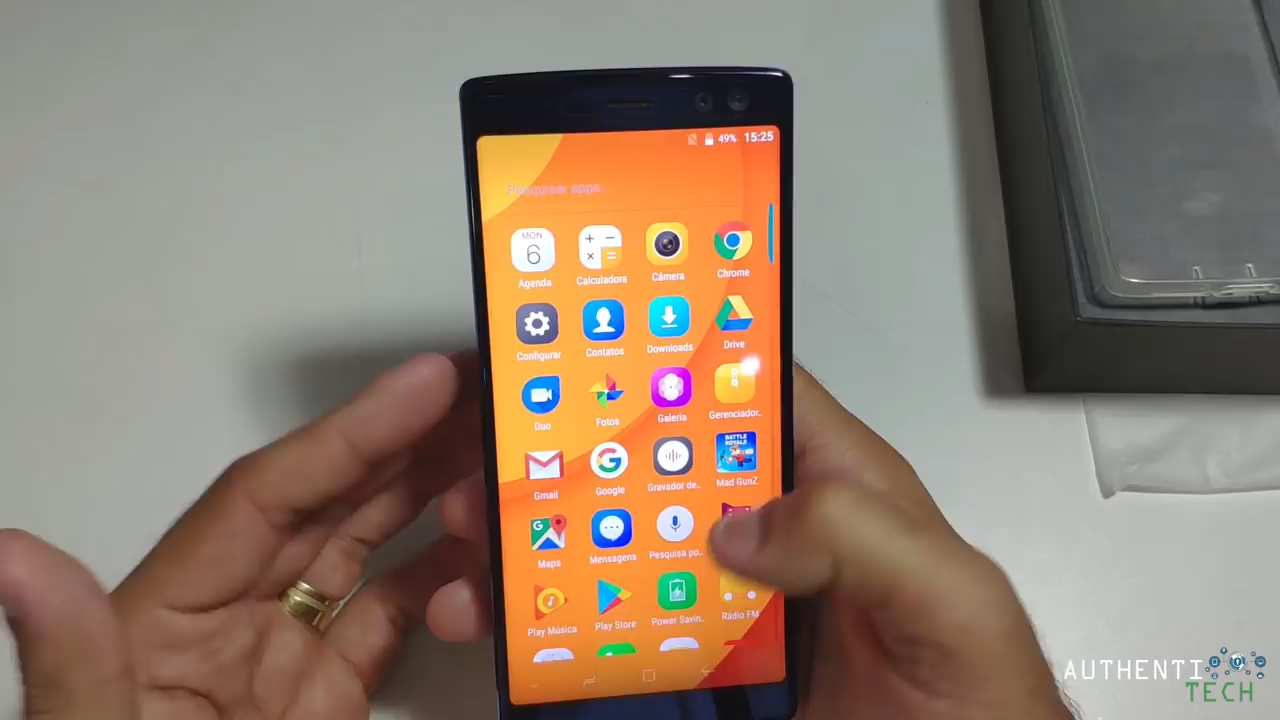 49% 15:25
Pesquisar apps...
MON
6
Agenda Calculadora Câmera Chrome
Configurar Contatos Downloads Drive
Duo Fotos Galeria Gerenciador..
BATTLE
ROYALE
Gmail Google Gravador de.. Mad GunZ
Maps Mensagens Pesquisa po..
Play Música Play Store Power Savin.. Rádio FM
AUTHENTI
TECH